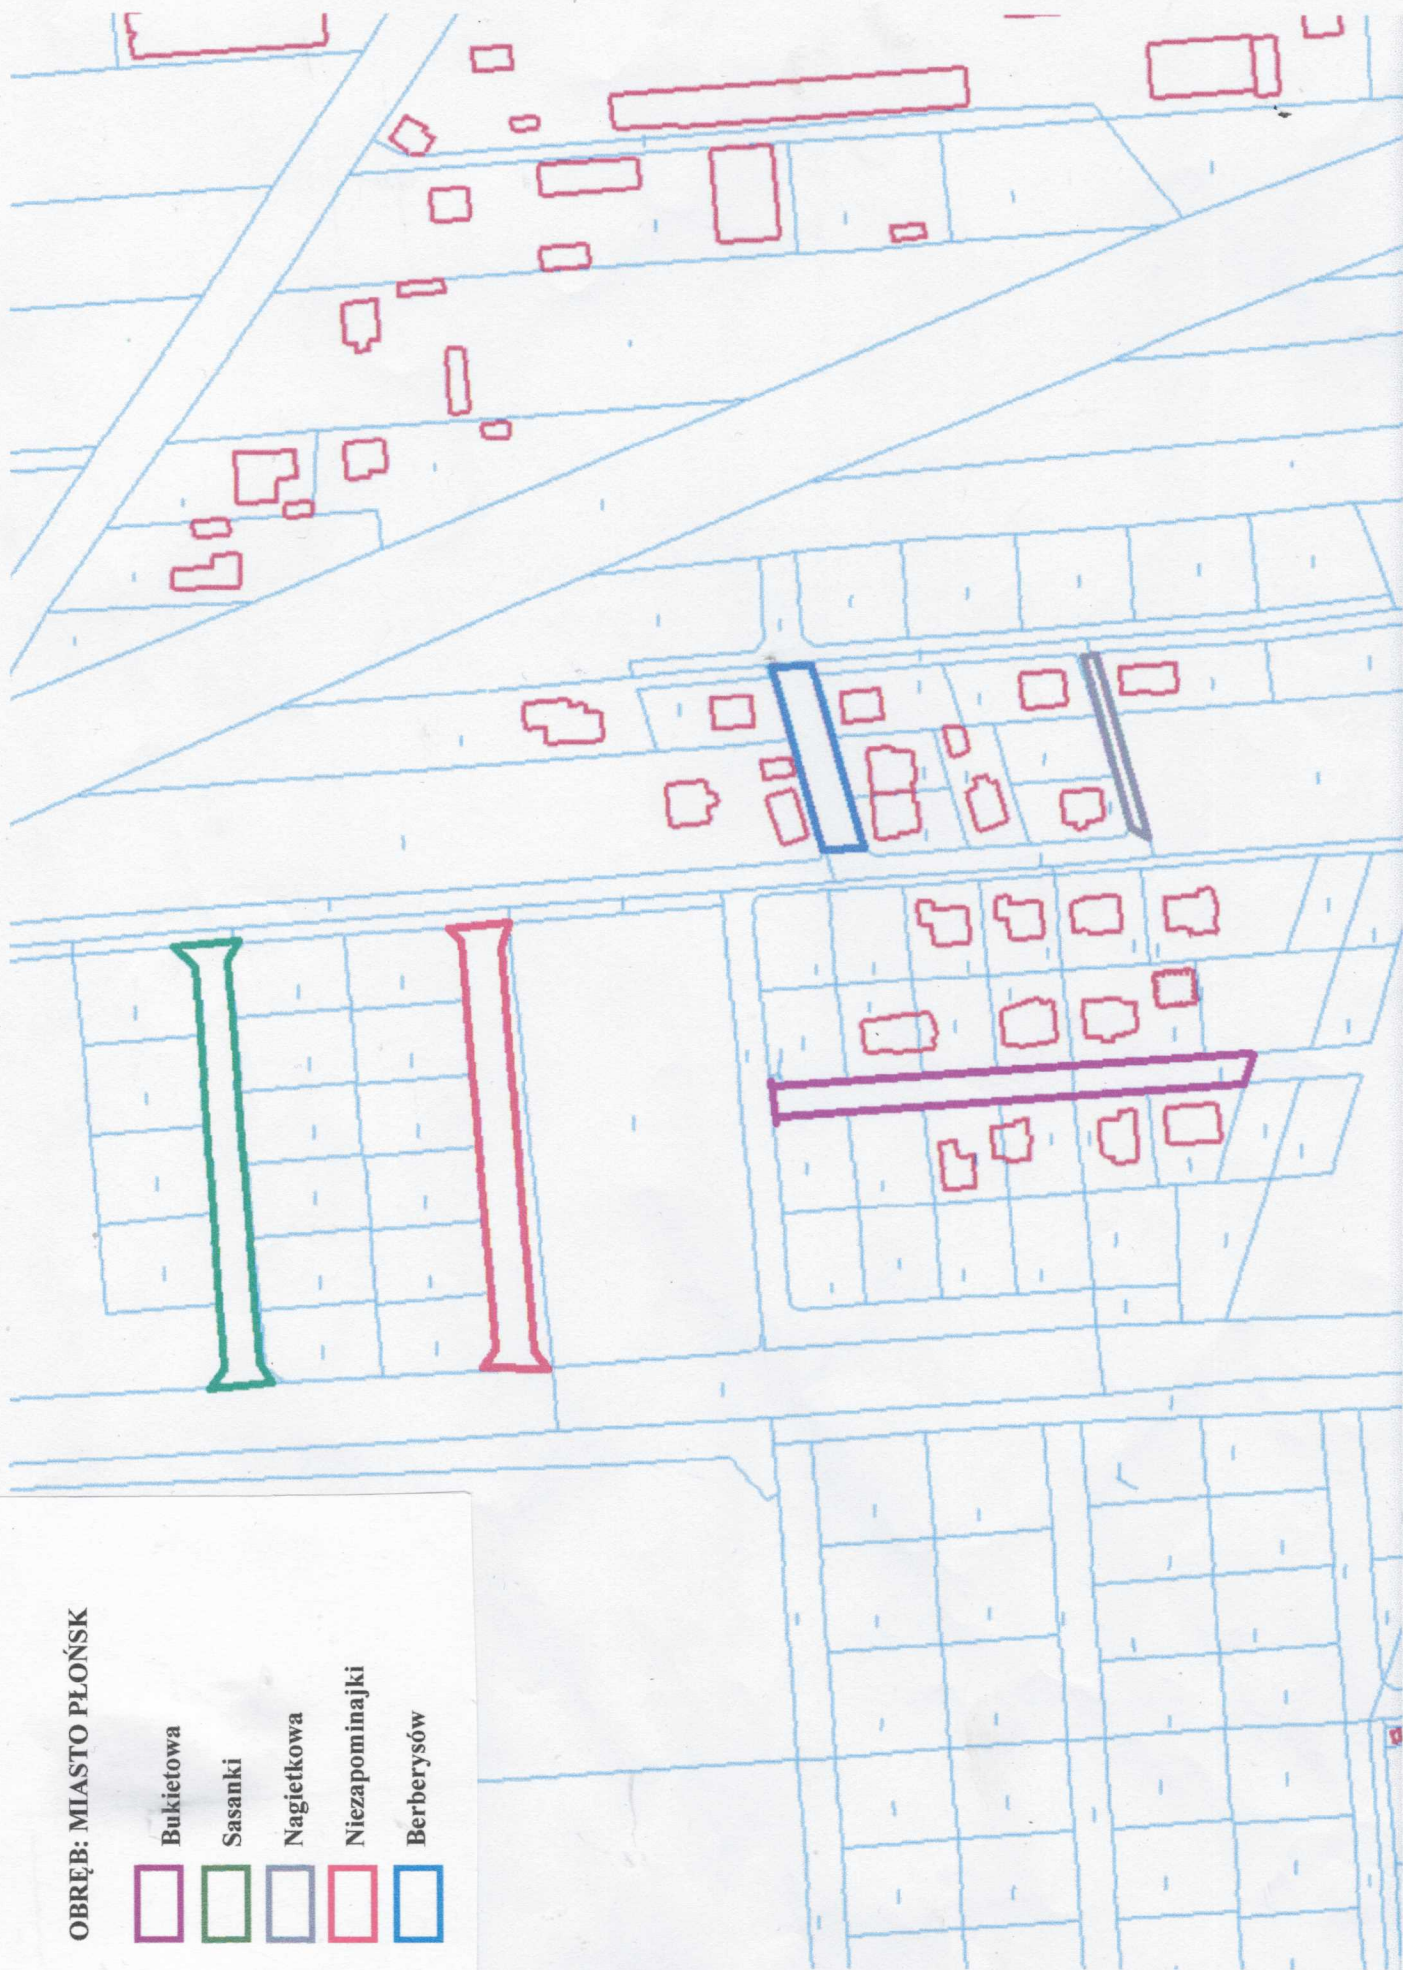 OBRĘB: MIASTO PŁOŃSK
Bukietowa
Sasanki
Nagietkowa
Niezapominajki
Berberysów